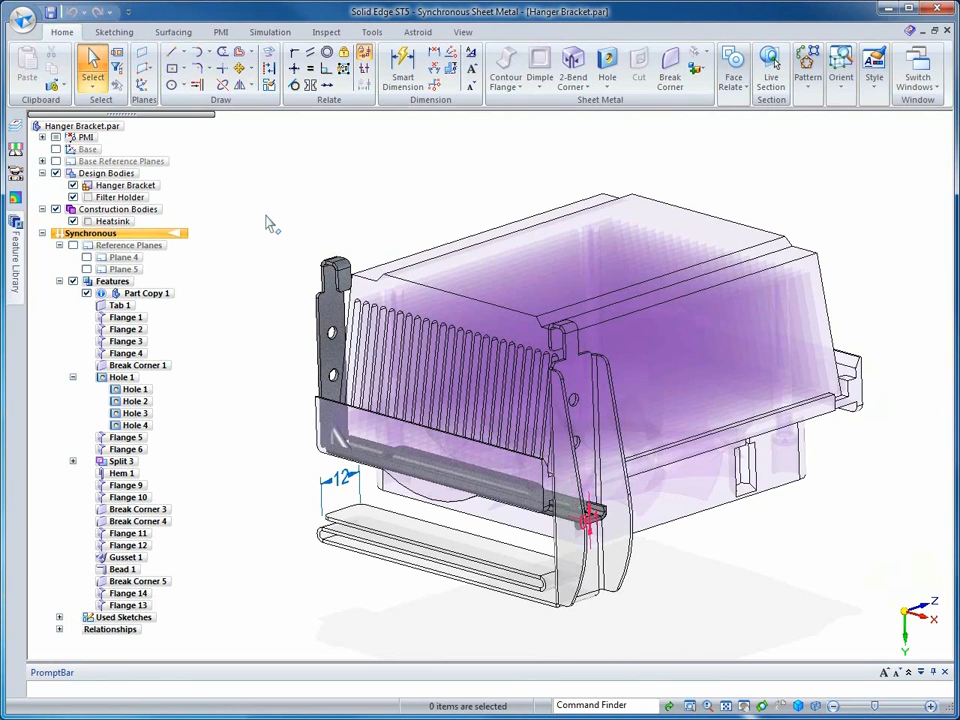 Solid Edge ST5 - Synchronous Sheet Metal - [Hanger Bracket.par]
Home Sketching Surfacing PMI Simulation Inspect Tools Astroid View
Paste
Select
Smart
Dimension
Contour
Flange
Dimple
2-Bend
Corner
Hole
Cut
Break
Corner
Face
Relate
Live
Section
Pattern
Orient
Style
Switch
Windows
Clipboard Select Planes Draw Relate Dimension Sheet Metal Section Window
Feature Library
Hanger Bracket.par
PMI
Base
Base Reference Planes
Design Bodies
Hanger Bracket
Filter Holder
Construction Bodies
Heatsink
Synchronous
Reference Planes
Plane 4
Plane 5
Features
Part Copy 1
Tab 1
Flange 1
Flange 2
Flange 3
Flange 4
Break Corner 1
Hole 1
Hole 1
Hole 2
Hole 3
Hole 4
Flange 5
Flange 6
Split 3
Hem 1
Flange 9
Flange 10
Break Corner 3
Break Corner 4
Flange 11
Flange 12
Gusset 1
Bead 1
Break Corner 5
Flange 14
Flange 13
Used Sketches
Relationships
12
Z
X
Y
PromptBar
0 items are selected
Command Finder